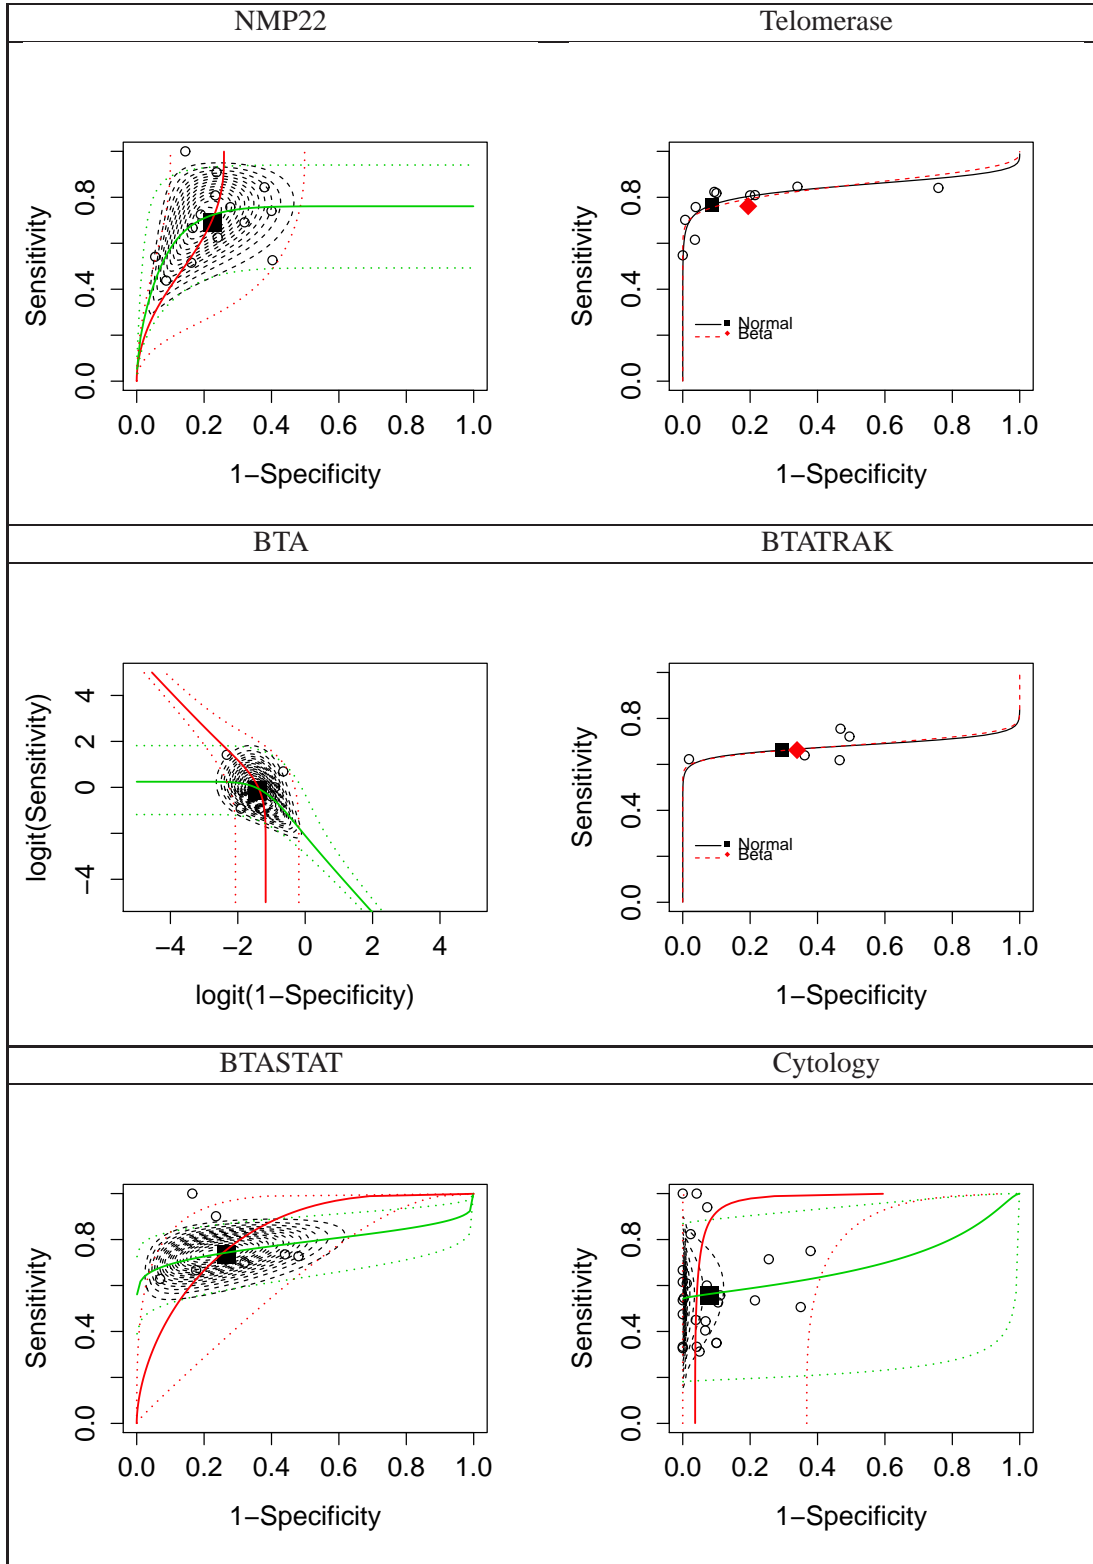 NMP22 Telomerase
Sensitivity
0.0 0.4 0.8
0.0 0.2 0.4 0.6 0.8 1.0
1−Specificity
Sensitivity
0.0 0.4 0.8
Normal
Beta
0.0 0.2 0.4 0.6 0.8 1.0
1−Specificity
BTA BTATRAK
logit(Sensitivity)
−4 0 2 4
−4 −2 0 2 4
logit(1−Specificity)
Sensitivity
0.0 0.4 0.8
Normal
Beta
0.0 0.2 0.4 0.6 0.8 1.0
1−Specificity
BTASTAT Cytology
Sensitivity
0.0 0.4 0.8
0.0 0.2 0.4 0.6 0.8 1.0
1−Specificity
Sensitivity
0.0 0.4 0.8
0.0 0.2 0.4 0.6 0.8 1.0
1−Specificity